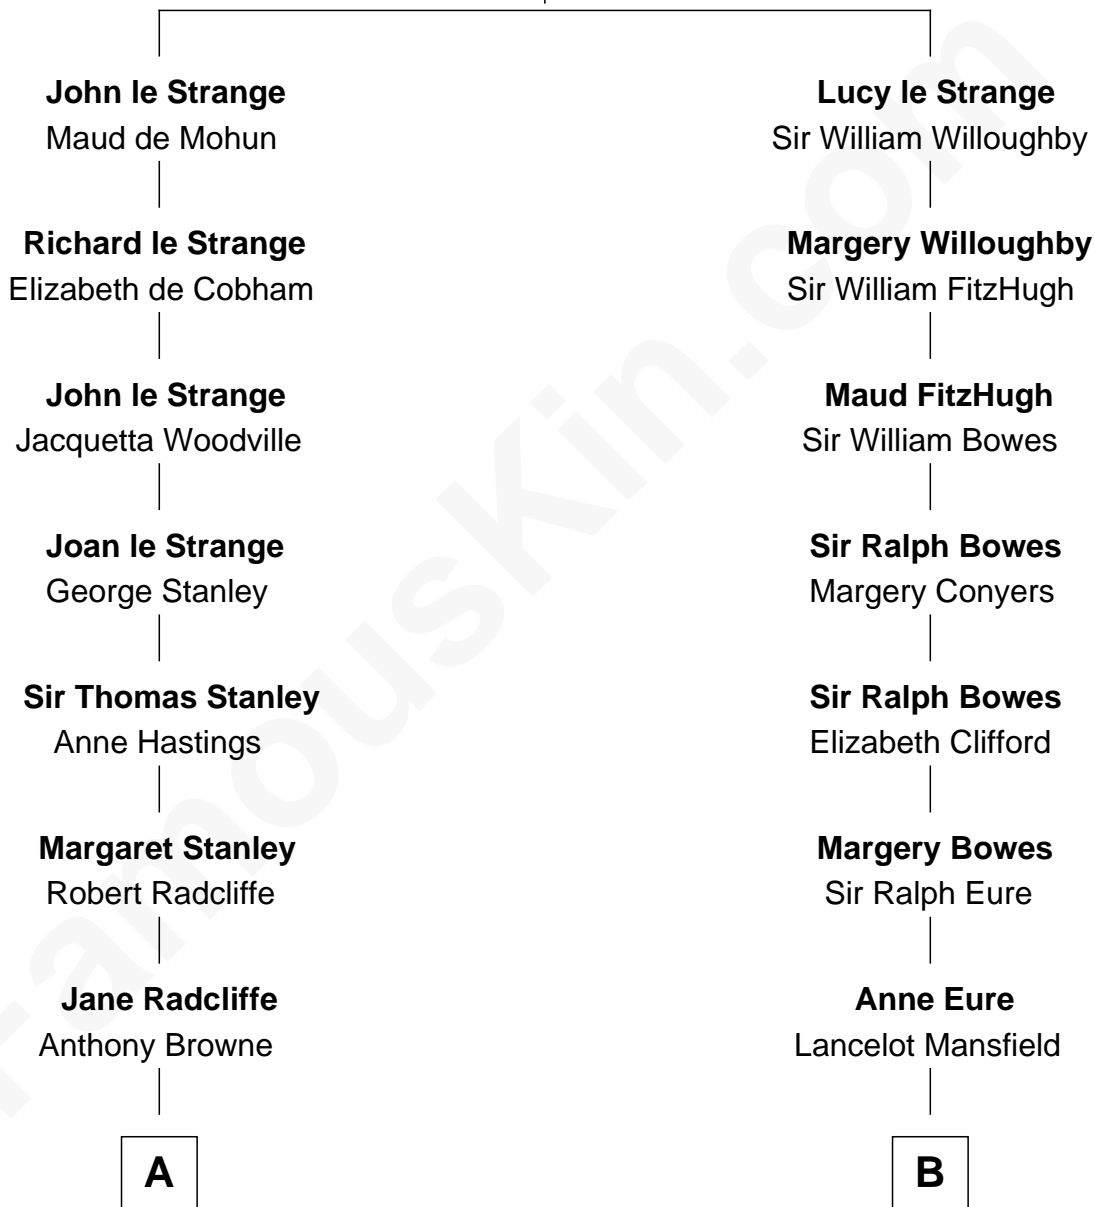 John le Strange
Maud de Mohun
Richard le Strange
Elizabeth de Cobham
John le Strange
Jacquetta Woodville
Joan le Strange
George Stanley
Sir Thomas Stanley
Anne Hastings
Margaret Stanley
Robert Radcliffe
Jane Radcliffe
Anthony Browne
A
Lucy le Strange
Sir William Willoughby
Margery Willoughby
Sir William FitzHugh
Maud FitzHugh
Sir William Bowes
Sir Ralph Bowes
Margery Conyers
Sir Ralph Bowes
Elizabeth Clifford
Margery Bowes
Sir Ralph Eure
Anne Eure
Lancelot Mansfield
B
FamousKin.com